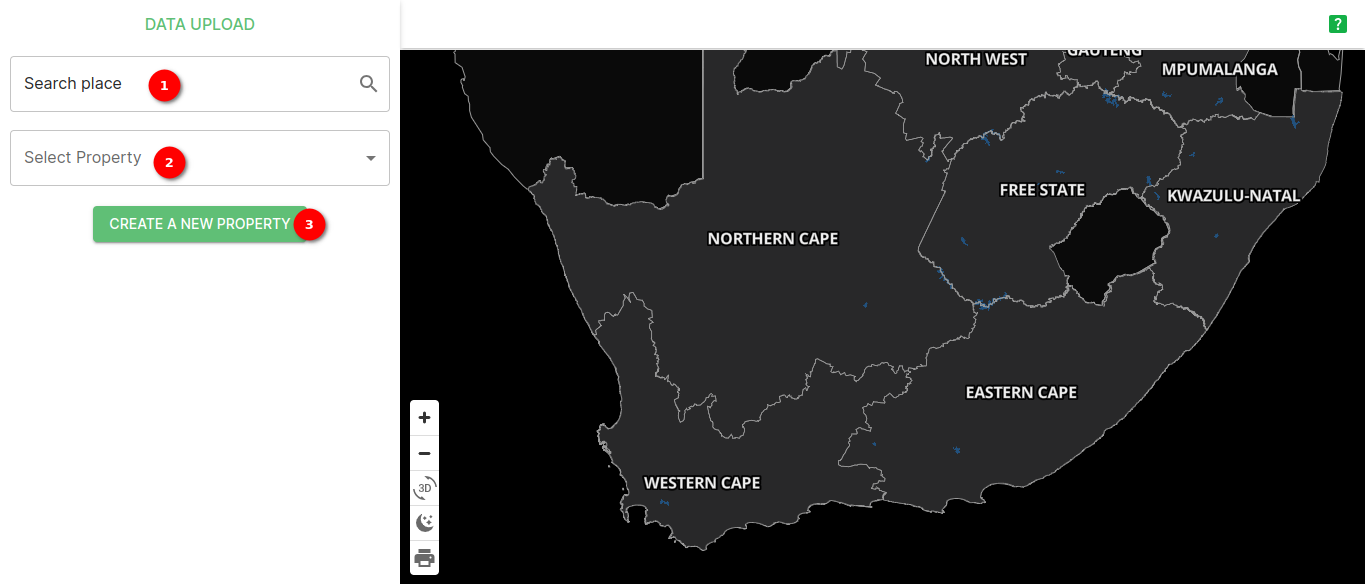 DATA UPLOAD
?
Search place 1
Select Property 2
CREATE A NEW PROPERTY 3
GAUTENG
NORTH WEST
MPUMALANGA
FREE STATE
KWAZULU-NATAL
NORTHERN CAPE
EASTERN CAPE
WESTERN CAPE
+
−
3D